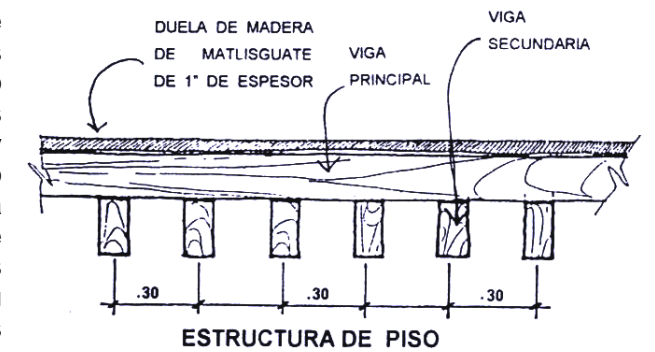 DUELA DE MADERA
DE MATLISGUATE
DE 1" DE ESPESOR
VIGA
PRINCIPAL
VIGA
SECUNDARIA
.30
.30
.30
ESTRUCTURA DE PISO